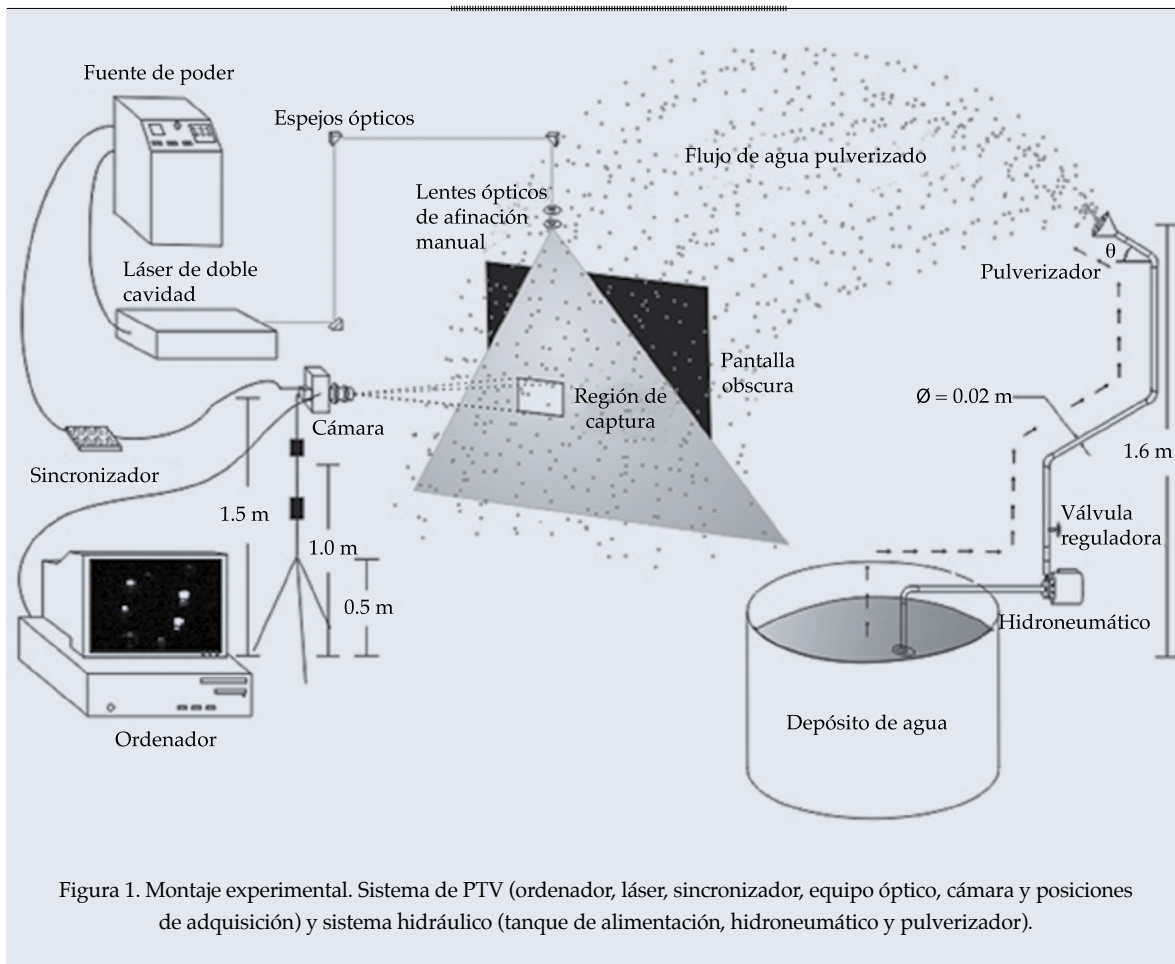 Fuente de poder
Espejos ópticos
Flujo de agua pulverizado
Lentes ópticos
de afinación
manual
θ
Pulverizador
Láser de doble
cavidad
Pantalla
obscura
Región de
captura
Ø = 0.02 m
Cámara
1.6 m
Sincronizador
1.5 m
Válvula
reguladora
1.0 m
0.5 m
Hidroneumático
Depósito de agua
Ordenador
Figura 1. Montaje experimental. Sistema de PTV (ordenador, láser, sincronizador, equipo óptico, cámara y posiciones
de adquisición) y sistema hidráulico (tanque de alimentación, hidroneumático y pulverizador).